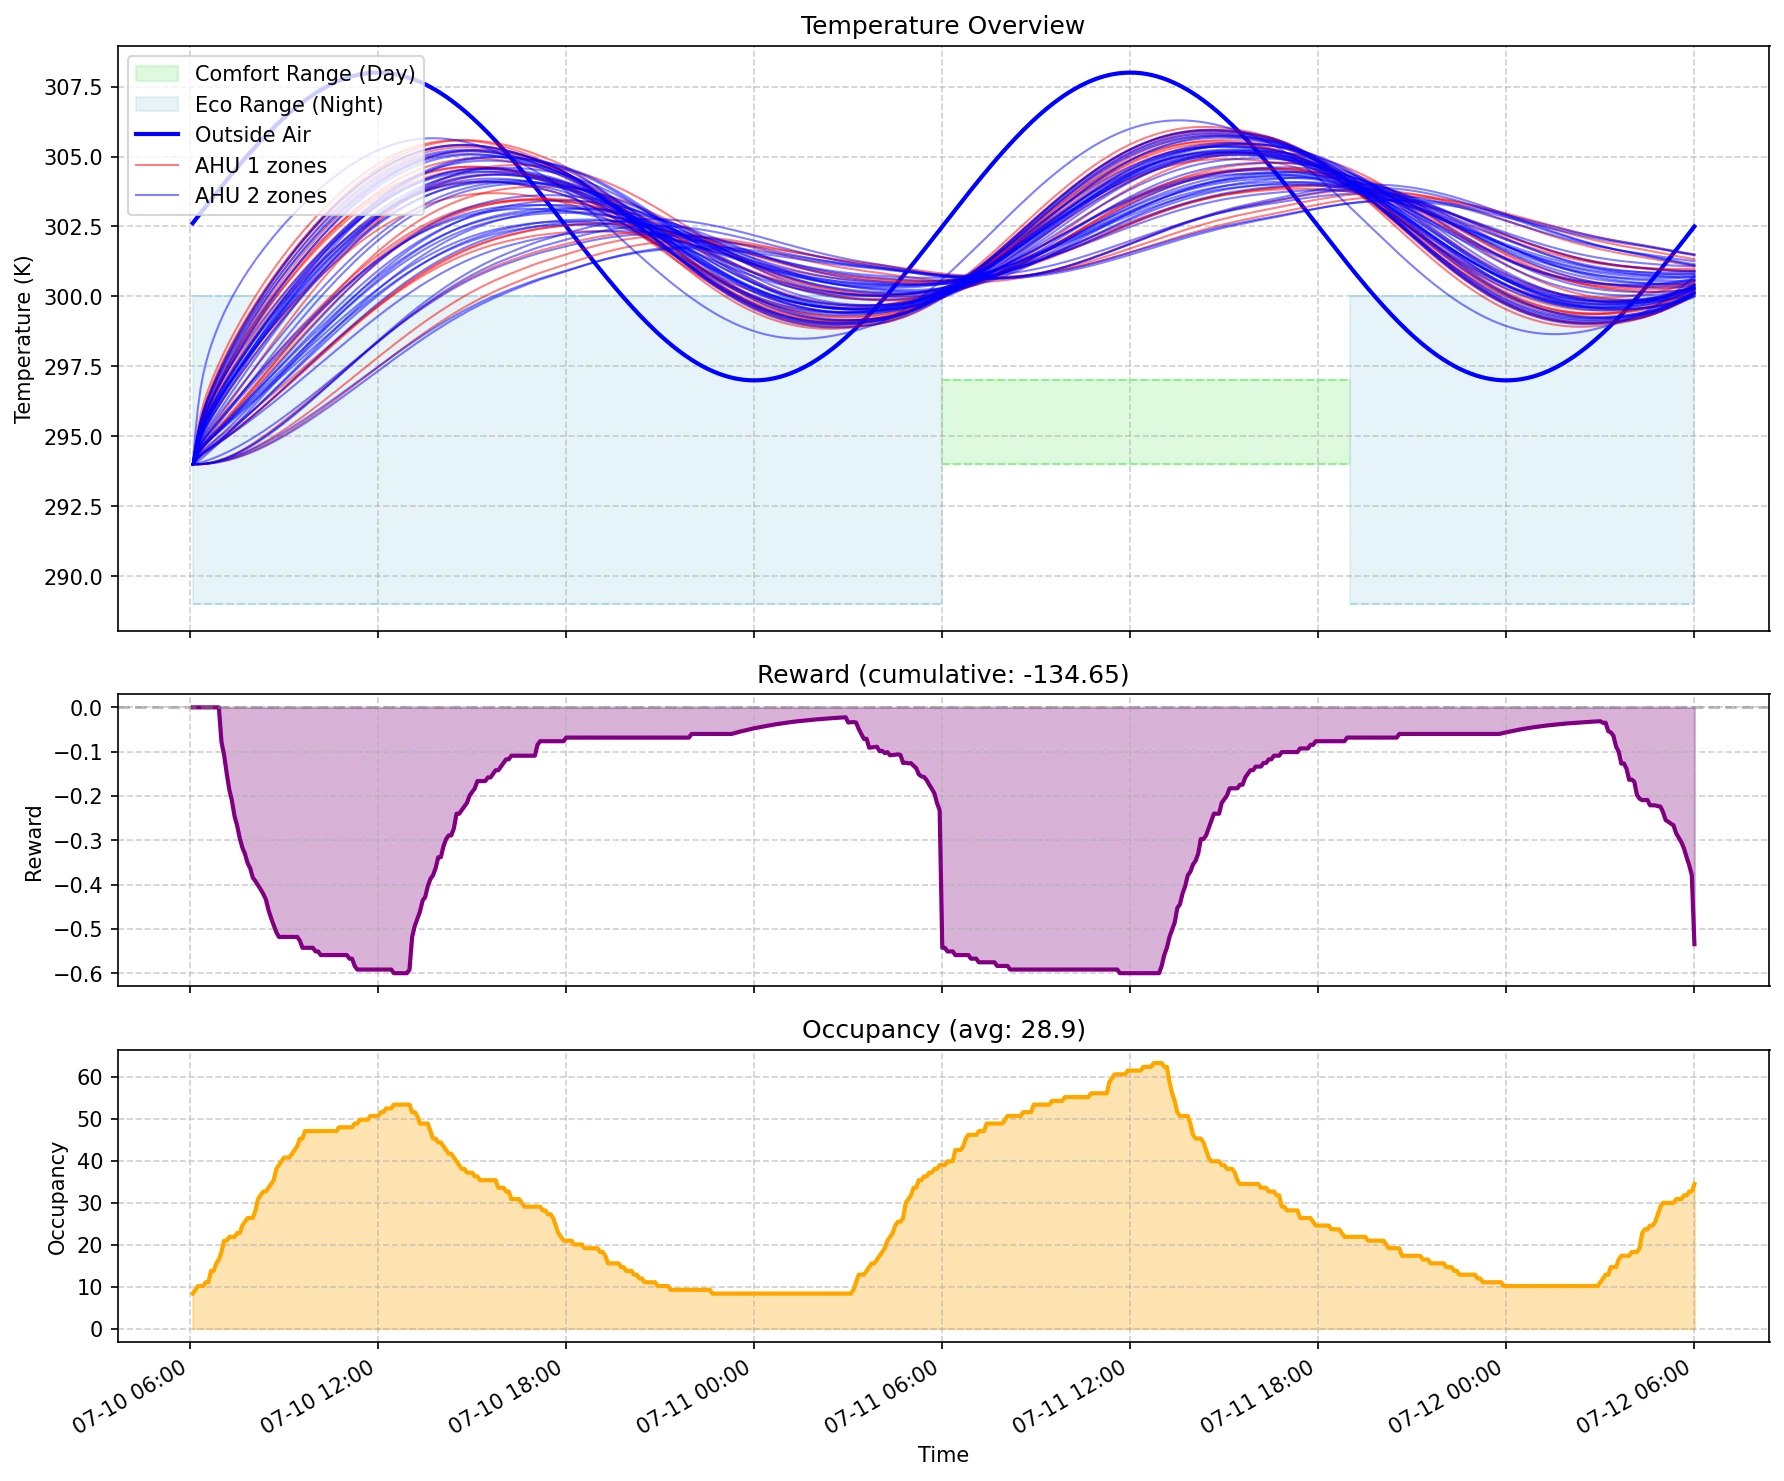 Temperature Overview
Comfort Range (Day)
Eco Range (Night)
Outside Air
AHU 1 zones
AHU 2 zones
Temperature (K)
307.5
305.0
302.5
300.0
297.5
295.0
292.5
290.0
Reward (cumulative: -134.65)
Reward
0.0
−0.1
−0.2
−0.3
−0.4
−0.5
−0.6
Occupancy (avg: 28.9)
Occupancy
60
50
40
30
20
10
0
07-10 06:00
07-10 12:00
07-10 18:00
07-11 00:00
07-11 06:00
07-11 12:00
07-11 18:00
07-12 00:00
07-12 06:00
Time